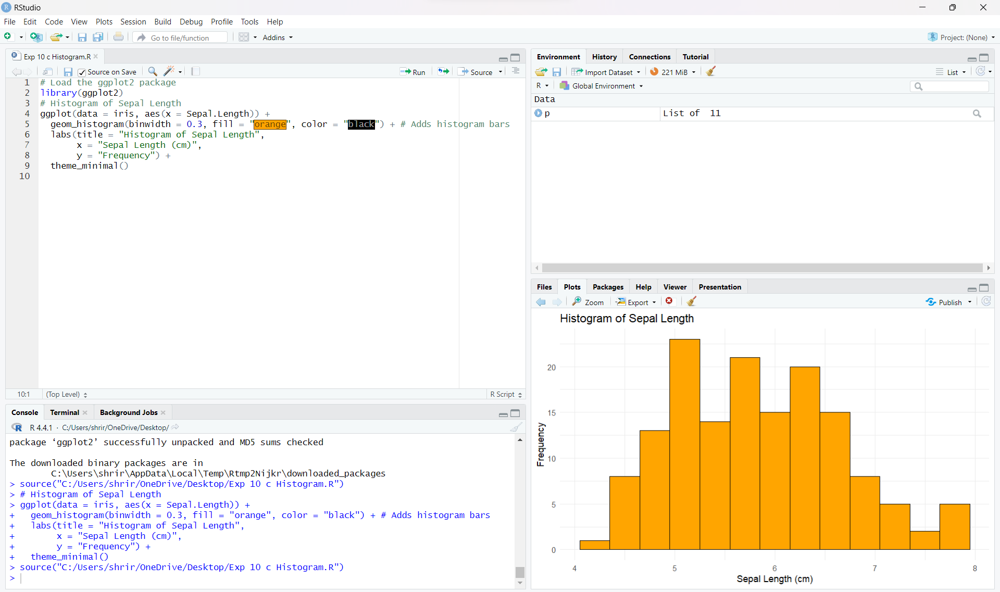 RStudio
File Edit Code View Plots Session Build Debug Profile Tools Help
Go to file/function Addins Project: (None)
Exp 10 c Histogram.R
Source on Save Run Source
1 # Load the ggplot2 package
2 library(ggplot2)
3 # Histogram of Sepal Length
4 ggplot(data = iris, aes(x = Sepal.Length)) +
5 geom_histogram(binwidth = 0.3, fill = "orange", color = "black") + # Adds histogram bars
6 labs(title = "Histogram of Sepal Length",
7 x = "Sepal Length (cm)",
8 y = "Frequency") +
9 theme_minimal()
10
10:1 (Top Level) R Script
Console Terminal Background Jobs
R 4.4.1 · C:/Users/shrir/OneDrive/Desktop/
package ‘ggplot2’ successfully unpacked and MD5 sums checked
The downloaded binary packages are in
C:\Users\shrir\AppData\Local\Temp\Rtmp2Nijkr\downloaded_packages
> source("C:/Users/shrir/OneDrive/Desktop/Exp 10 c Histogram.R")
> # Histogram of Sepal Length
> ggplot(data = iris, aes(x = Sepal.Length)) +
+ geom_histogram(binwidth = 0.3, fill = "orange", color = "black") + # Adds histogram bars
+ labs(title = "Histogram of Sepal Length",
+ x = "Sepal Length (cm)",
+ y = "Frequency") +
+ theme_minimal()
> source("C:/Users/shrir/OneDrive/Desktop/Exp 10 c Histogram.R")
>
Environment History Connections Tutorial
Import Dataset 221 MiB List
R Global Environment
Data
p List of 11
Files Plots Packages Help Viewer Presentation
Zoom Export Publish
Histogram of Sepal Length
20
15
10
5
0
Frequency
4 5 6 7 8
Sepal Length (cm)